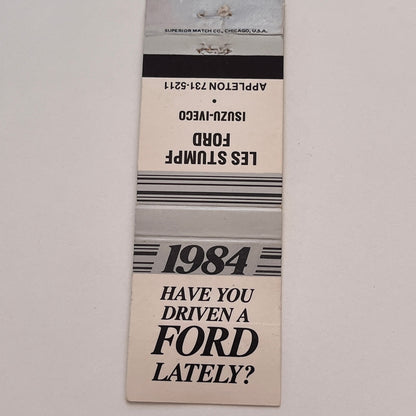 SUPERIOR MATCH CO., CHICAGO, U.S.A.
LES STUMPF
FORD
ISUZU-IVECO
•
APPLETON 731-5211
1984
HAVE YOU
DRIVEN A
FORD
LATELY?